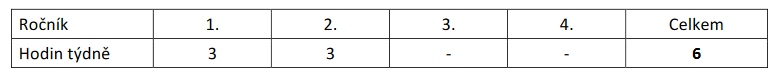 Ročník 1. 2. 3. 4. Celkem
Hodin týdně 3 3 - - 6